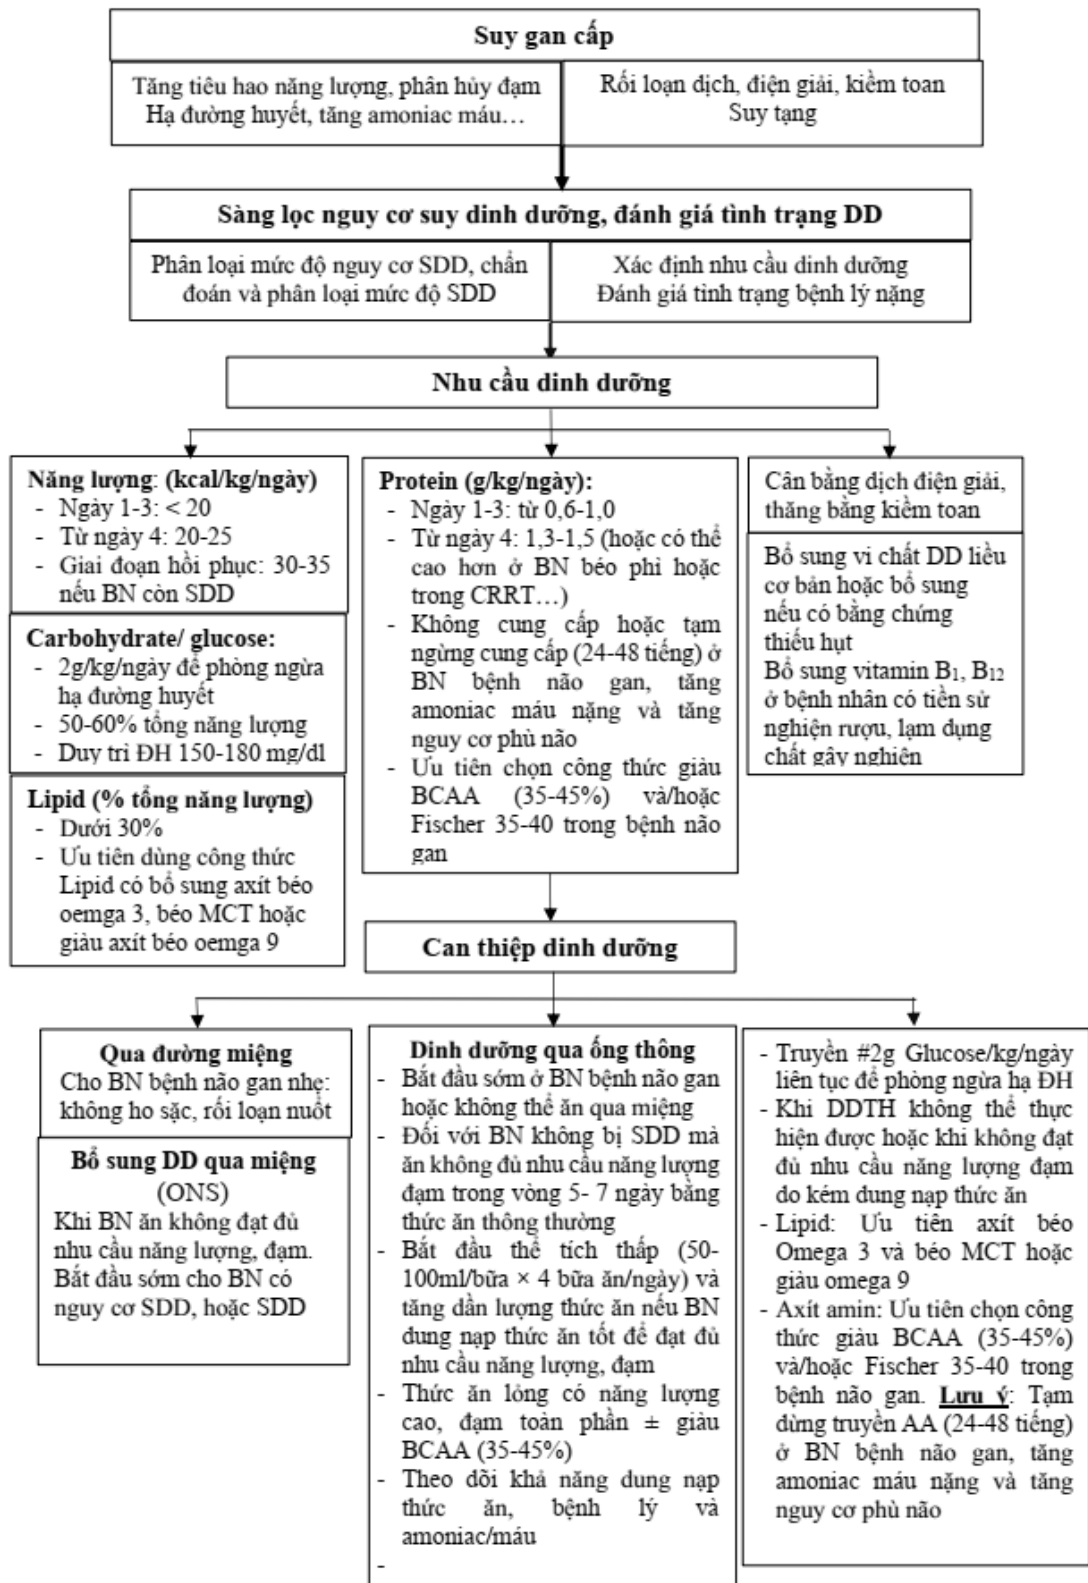 Suy gan cấp
Tăng tiêu hao năng lượng, phân hủy đạm
Hạ đường huyết, tăng amoniac máu…
Rối loạn dịch, điện giải, kiềm toan
Suy tạng
Sàng lọc nguy cơ suy dinh dưỡng, đánh giá tình trạng DD
Phân loại mức độ nguy cơ SDD, chẩn
đoán và phân loại mức độ SDD
Xác định nhu cầu dinh dưỡng
Đánh giá tình trạng bệnh lý nặng
Nhu cầu dinh dưỡng
Năng lượng: (kcal/kg/ngày)
- Ngày 1-3: < 20
- Từ ngày 4: 20-25
- Giai đoạn hồi phục: 30-35
nếu BN còn SDD
Carbohydrate/ glucose:
- 2g/kg/ngày để phòng ngừa
hạ đường huyết
- 50-60% tổng năng lượng
- Duy trì ĐH 150-180 mg/dl
Lipid (% tổng năng lượng)
- Dưới 30%
- Ưu tiên dùng công thức
Lipid có bổ sung axít béo
oemga 3, béo MCT hoặc
giàu axít béo oemga 9
Protein (g/kg/ngày):
- Ngày 1-3: từ 0,6-1,0
- Từ ngày 4: 1,3-1,5 (hoặc có thể
cao hơn ở BN béo phì hoặc
trong CRRT…)
- Không cung cấp hoặc tạm
ngừng cung cấp (24-48 tiếng) ở
BN bệnh não gan, tăng
amoniac máu nặng và tăng
nguy cơ phù não
- Ưu tiên chọn công thức giàu
BCAA (35-45%) và/hoặc
Fischer 35-40 trong bệnh não
gan
Cân bằng dịch điện giải,
thăng bằng kiềm toan
Bổ sung vi chất DD liều
cơ bản hoặc bổ sung
nếu có bằng chứng
thiếu hụt
Bổ sung vitamin B₁, B₁₂
ở bệnh nhân có tiền sử
nghiện rượu, lạm dụng
chất gây nghiện
Can thiệp dinh dưỡng
Qua đường miệng
Cho BN bệnh não gan nhẹ:
không ho sặc, rối loạn nuốt
Bổ sung DD qua miệng
(ONS)
Khi BN ăn không đạt đủ
nhu cầu năng lượng, đạm.
Bắt đầu sớm cho BN có
nguy cơ SDD, hoặc SDD
Dinh dưỡng qua ống thông
- Bắt đầu sớm ở BN bệnh não gan
hoặc không thể ăn qua miệng
- Đối với BN không bị SDD mà
ăn không đủ nhu cầu năng lượng
đạm trong vòng 5- 7 ngày bằng
thức ăn thông thường
- Bắt đầu thể tích thấp (50-
100ml/bữa × 4 bữa ăn/ngày) và
tăng dần lượng thức ăn nếu BN
dung nạp thức ăn tốt để đạt đủ
nhu cầu năng lượng, đạm
- Thức ăn lỏng có năng lượng
cao, đạm toàn phần ± giàu
BCAA (35-45%)
- Theo dõi khả năng dung nạp
thức ăn, bệnh lý và
amoniac/máu
-
- Truyền #2g Glucose/kg/ngày
liên tục để phòng ngừa hạ ĐH
- Khi DDTH không thể thực
hiện được hoặc khi không đạt
đủ nhu cầu năng lượng đạm
do kém dung nạp thức ăn
- Lipid: Ưu tiên axít béo
Omega 3 và béo MCT hoặc
giàu omega 9
- Axít amin: Ưu tiên chọn công
thức giàu BCAA (35-45%)
và/hoặc Fischer 35-40 trong
bệnh não gan. Lưu ý: Tạm
dừng truyền AA (24-48 tiếng)
ở BN bệnh não gan, tăng
amoniac máu nặng và tăng
nguy cơ phù não